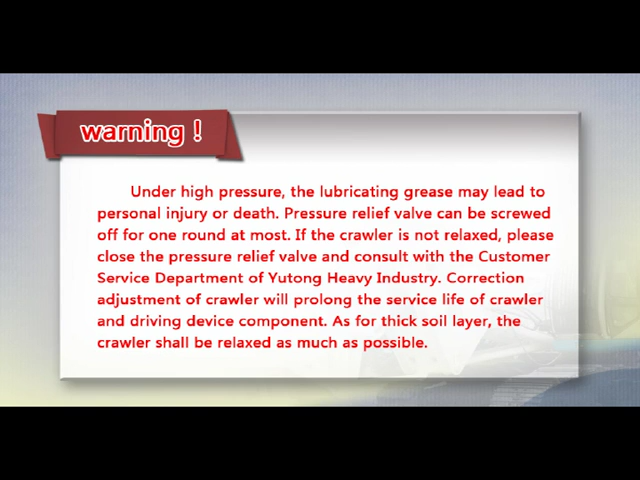 warning !
Under high pressure, the lubricating grease may lead to
personal injury or death. Pressure relief valve can be screwed
off for one round at most. If the crawler is not relaxed, please
close the pressure relief valve and consult with the Customer
Service Department of Yutong Heavy Industry. Correction
adjustment of crawler will prolong the service life of crawler
and driving device component. As for thick soil layer, the
crawler shall be relaxed as much as possible.